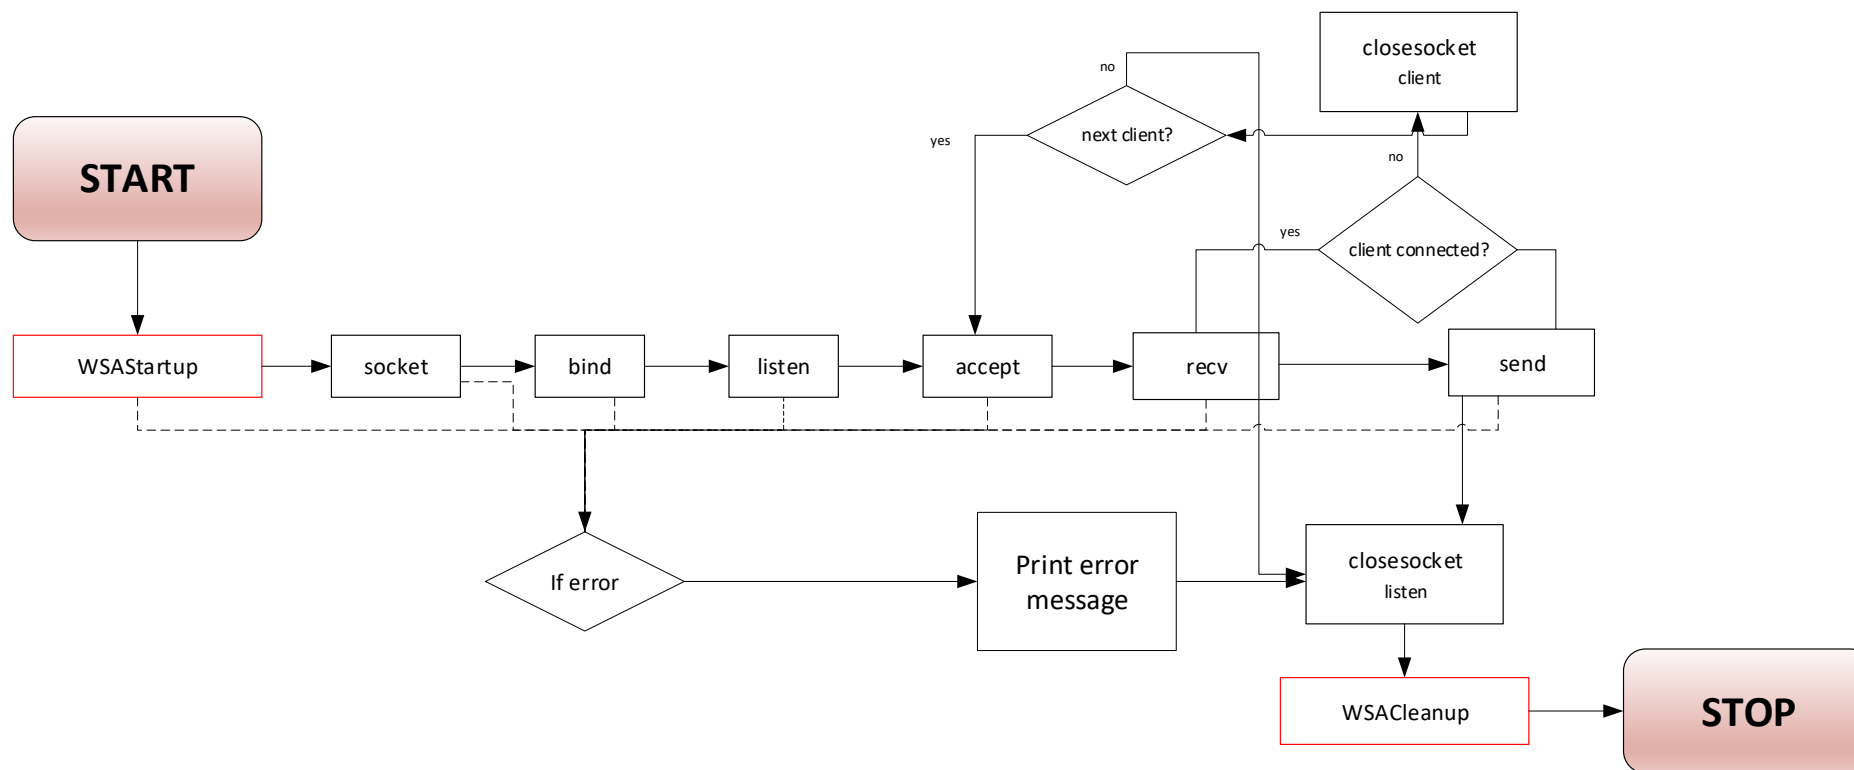 closesocket
client
no
next client?
yes
no
START
yes
client connected?
WSAStartup
socket
bind
listen
accept
recv
send
If error
Print error
message
closesocket
listen
WSACleanup
STOP